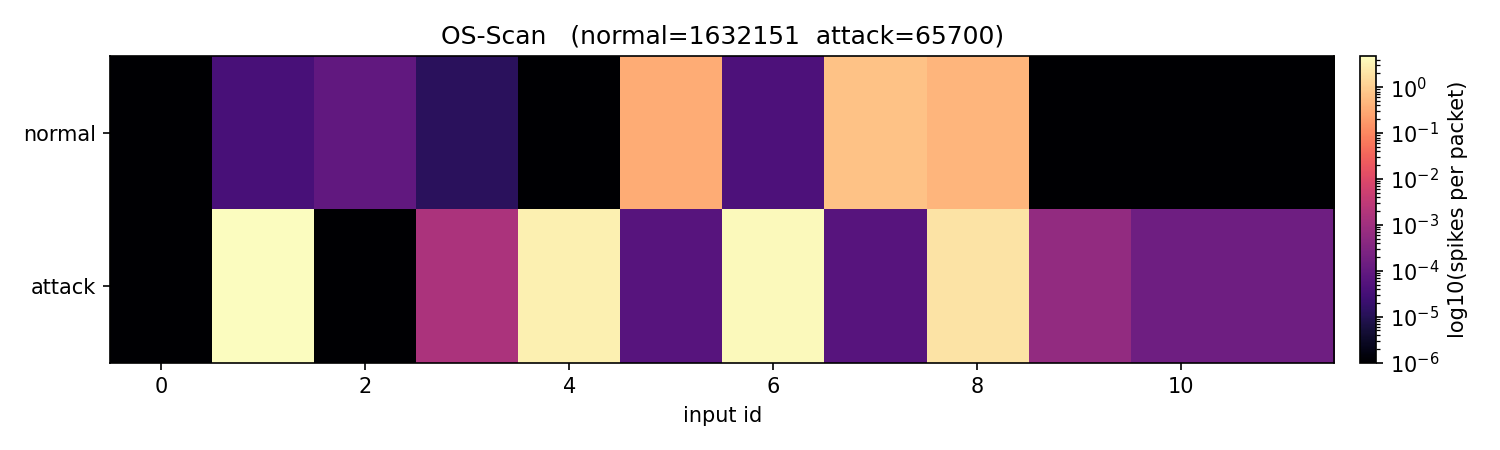 OS-Scan (normal=1632151 attack=65700)
normal
attack
0 2 4 6 8 10
input id
10^0
10^-1
10^-2
10^-3
10^-4
10^-5
10^-6
log10(spikes per packet)